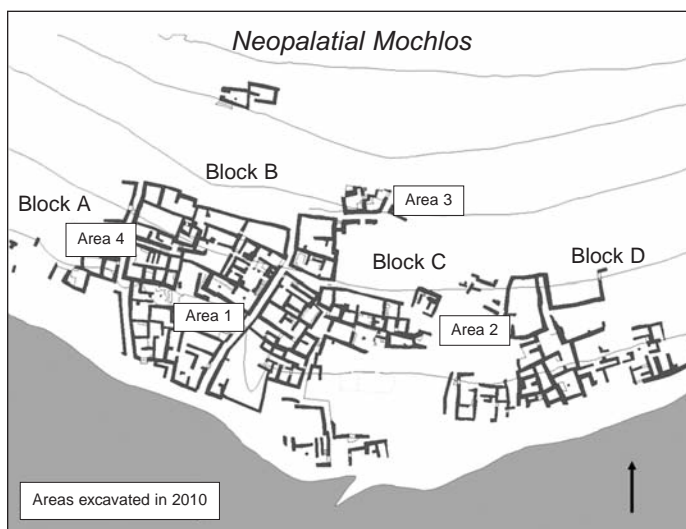 Neopalatial Mochlos
Block B
Block A
Area 3
Area 4
Block C
Block D
Area 1
Area 2
Areas excavated in 2010